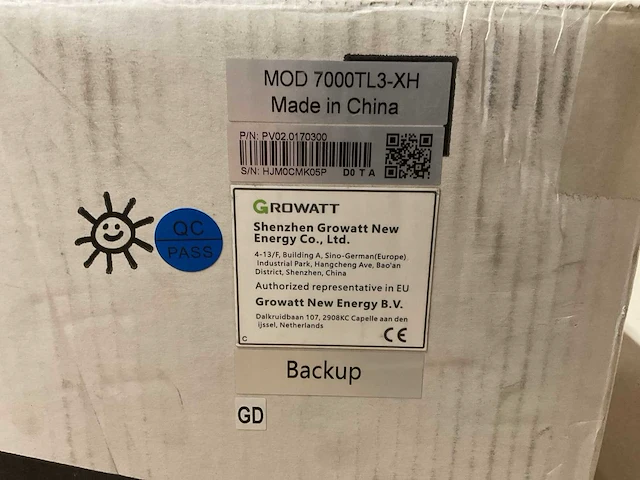 MOD 7000TL3-XH
Made in China
P/N: PV02.0170300
S/N: HJM0CMK05P D0 T A
QC
PASS
GROWATT
Shenzhen Growatt New
Energy Co., Ltd.
4-13/F, Building A, Sino-German(Europe)
Industrial Park, Hangcheng Ave, Bao'an
District, Shenzhen, China
Authorized representative in EU
Growatt New Energy B.V.
Dalkruidbaan 107, 2908KC Capelle aan den
Ijssel, Netherlands
CE
C
Backup
GD